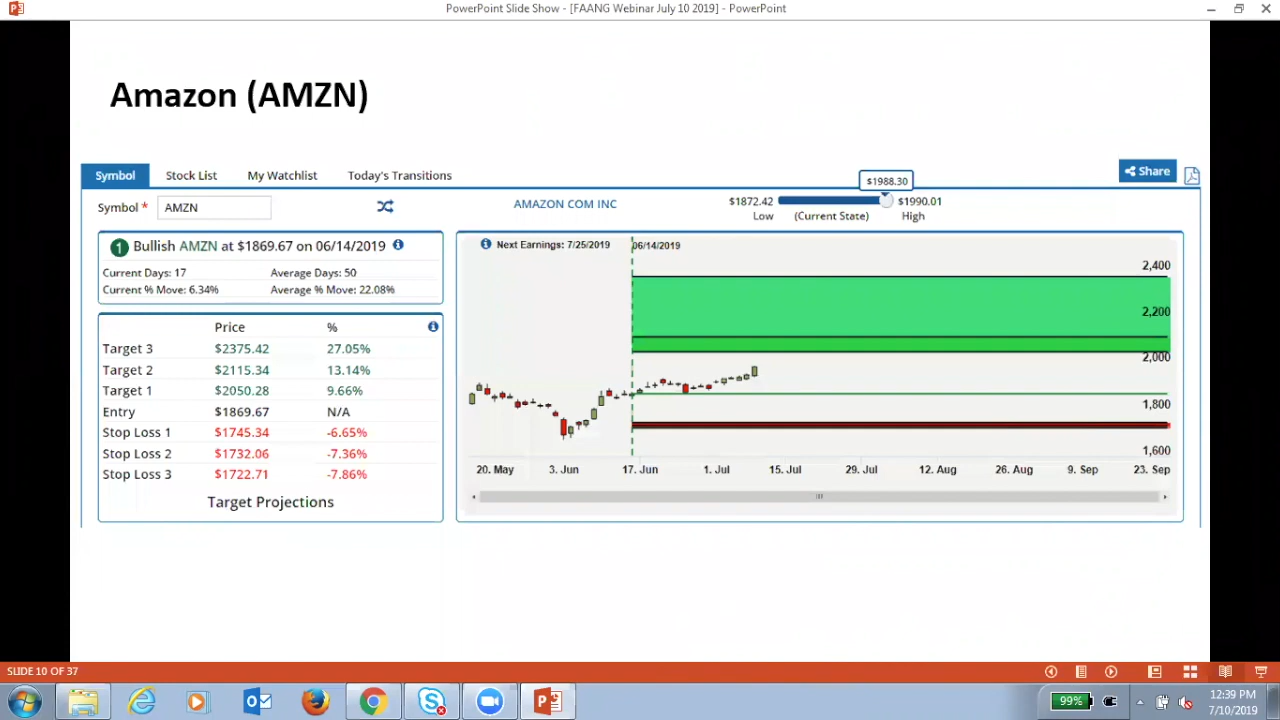 PowerPoint Slide Show - [FAANG Webinar July 10 2019] - PowerPoint
Amazon (AMZN)
Symbol Stock List My Watchlist Today's Transitions
Share
Symbol * AMZN
AMAZON COM INC
$1988.30
$1872.42 $1990.01
Low (Current State) High
1 Bullish AMZN at $1869.67 on 06/14/2019
Current Days: 17 Average Days: 50
Current % Move: 6.34% Average % Move: 22.08%
Price %
Target 3 $2375.42 27.05%
Target 2 $2115.34 13.14%
Target 1 $2050.28 9.66%
Entry $1869.67 N/A
Stop Loss 1 $1745.34 -6.65%
Stop Loss 2 $1732.06 -7.36%
Stop Loss 3 $1722.71 -7.86%
Target Projections
Next Earnings: 7/25/2019 06/14/2019
2,400
2,200
2,000
1,800
1,600
20. May 3. Jun 17. Jun 1. Jul 15. Jul 29. Jul 12. Aug 26. Aug 9. Sep 23. Sep
SLIDE 10 OF 37
99%
12:39 PM
7/10/2019